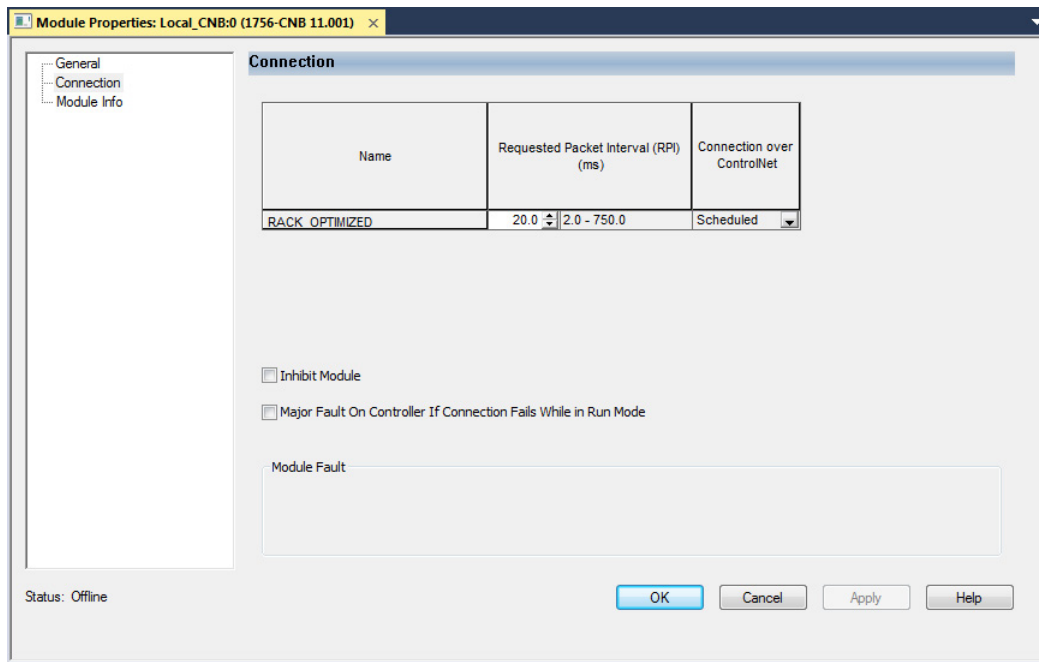 Module Properties: Local_CNB:0 (1756-CNB 11.001) ×
General
Connection
Module Info
Connection
Name
Requested Packet Interval (RPI)
(ms)
Connection over
ControlNet
RACK_OPTIMIZED 20.0 2.0 - 750.0 Scheduled
Inhibit Module
Major Fault On Controller If Connection Fails While in Run Mode
Module Fault
Status: Offline
OK Cancel Apply Help